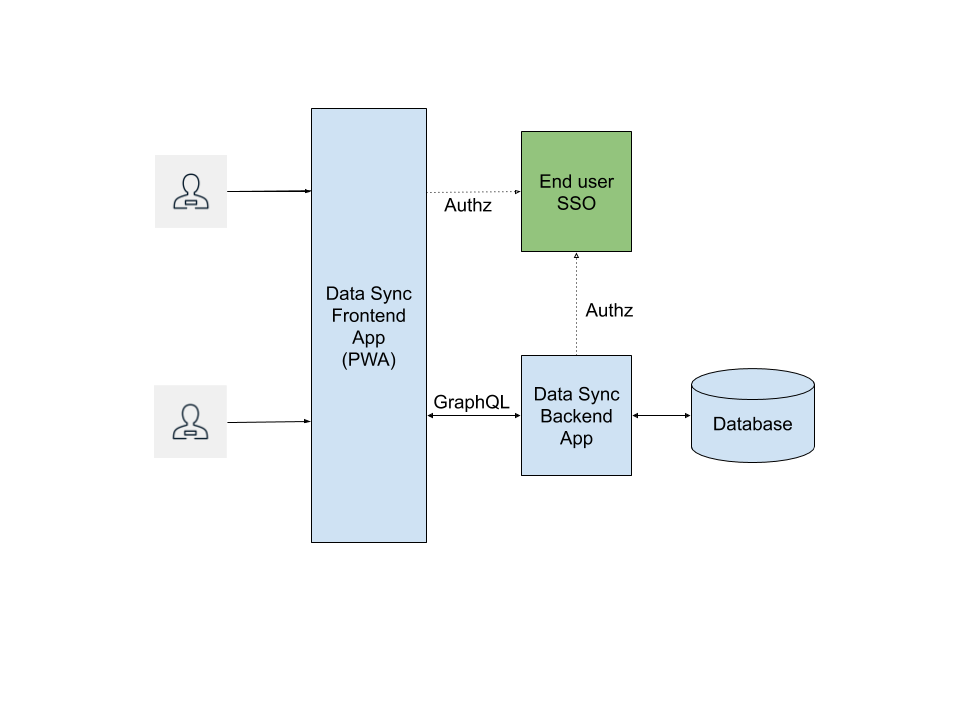 End user
SSO
Authz
Data Sync
Frontend
App
(PWA)
Authz
GraphQL
Data Sync
Backend
App
Database